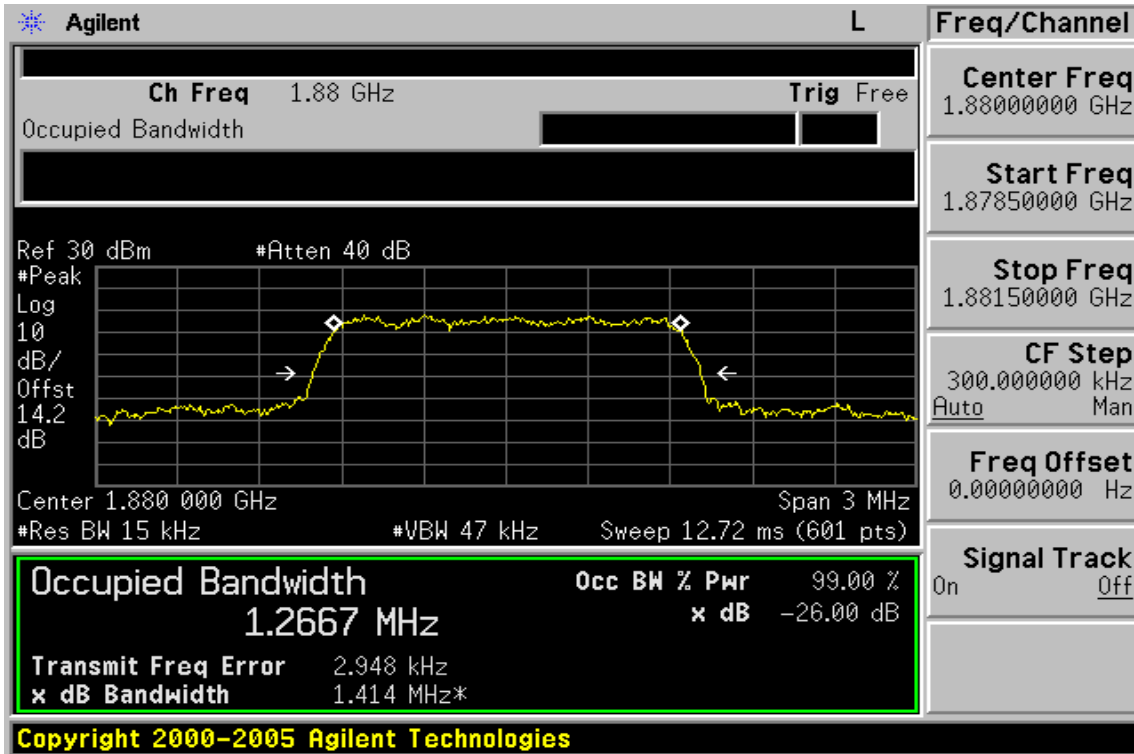 Agilent
L
Freq/Channel
Ch Freq 1.88 GHz
Trig Free
Occupied Bandwidth
Center Freq
1.88000000 GHz
Start Freq
1.87850000 GHz
Stop Freq
1.88150000 GHz
CF Step
300.000000 kHz
Auto Man
Freq Offset
0.00000000 Hz
Signal Track
On Off
Ref 30 dBm #Atten 40 dB
#Peak
Log
10
dB/
Offst
14.2
dB
Center 1.880 000 GHz Span 3 MHz
#Res BW 15 kHz #VBW 47 kHz Sweep 12.72 ms (601 pts)
Occupied Bandwidth
1.2667 MHz
Occ BW % Pwr 99.00 %
x dB -26.00 dB
Transmit Freq Error 2.948 kHz
x dB Bandwidth 1.414 MHz*
Copyright 2000-2005 Agilent Technologies